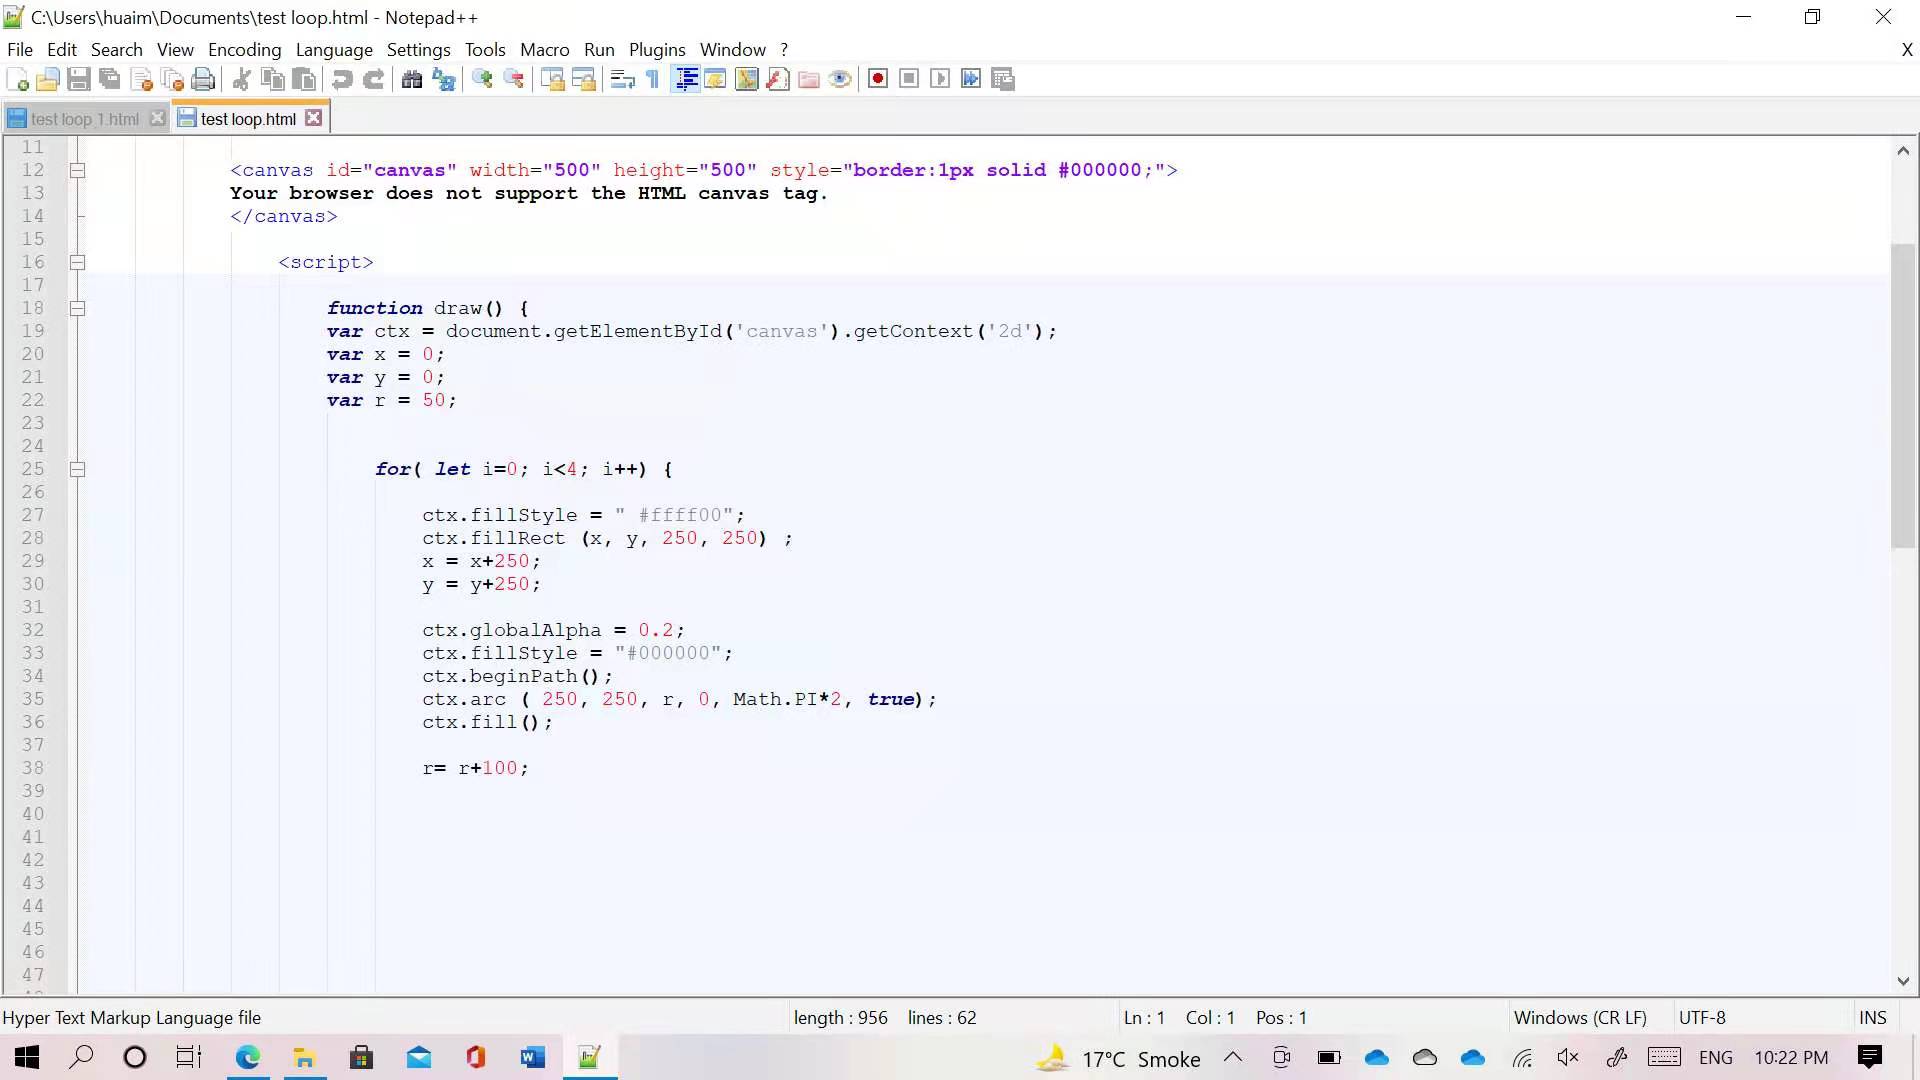 C:\Users\huaim\Documents\test loop.html - Notepad++
File Edit Search View Encoding Language Settings Tools Macro Run Plugins Window ? X
test loop 1.html test loop.html
11
12 <canvas id="canvas" width="500" height="500" style="border:1px solid #000000;">
13 Your browser does not support the HTML canvas tag.
14 </canvas>
15
16 <script>
17
18 function draw() {
19 var ctx = document.getElementById('canvas').getContext('2d');
20 var x = 0;
21 var y = 0;
22 var r = 50;
23
24
25 for( let i=0; i<4; i++) {
26
27 ctx.fillStyle = " #ffff00";
28 ctx.fillRect (x, y, 250, 250) ;
29 x = x+250;
30 y = y+250;
31
32 ctx.globalAlpha = 0.2;
33 ctx.fillStyle = "#000000";
34 ctx.beginPath();
35 ctx.arc ( 250, 250, r, 0, Math.PI*2, true);
36 ctx.fill();
37
38 r= r+100;
39
40
41
42
43
44
45
46
47
Hyper Text Markup Language file length : 956 lines : 62 Ln : 1 Col : 1 Pos : 1 Windows (CR LF) UTF-8 INS
17°C Smoke ENG 10:22 PM